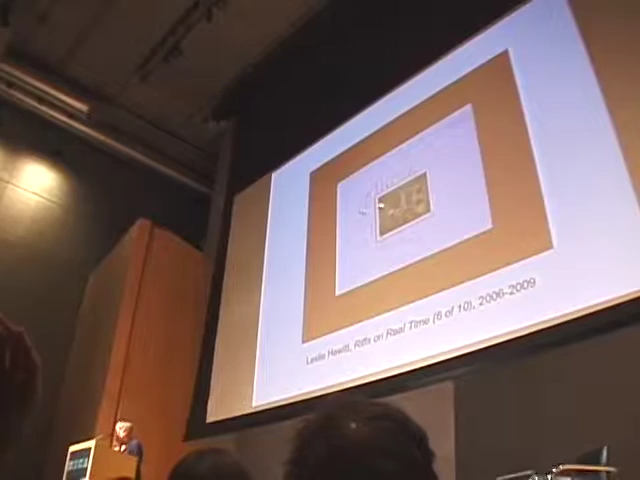 Leslie Hewitt, Riffs on Real Time (6 of 10), 2006-2009